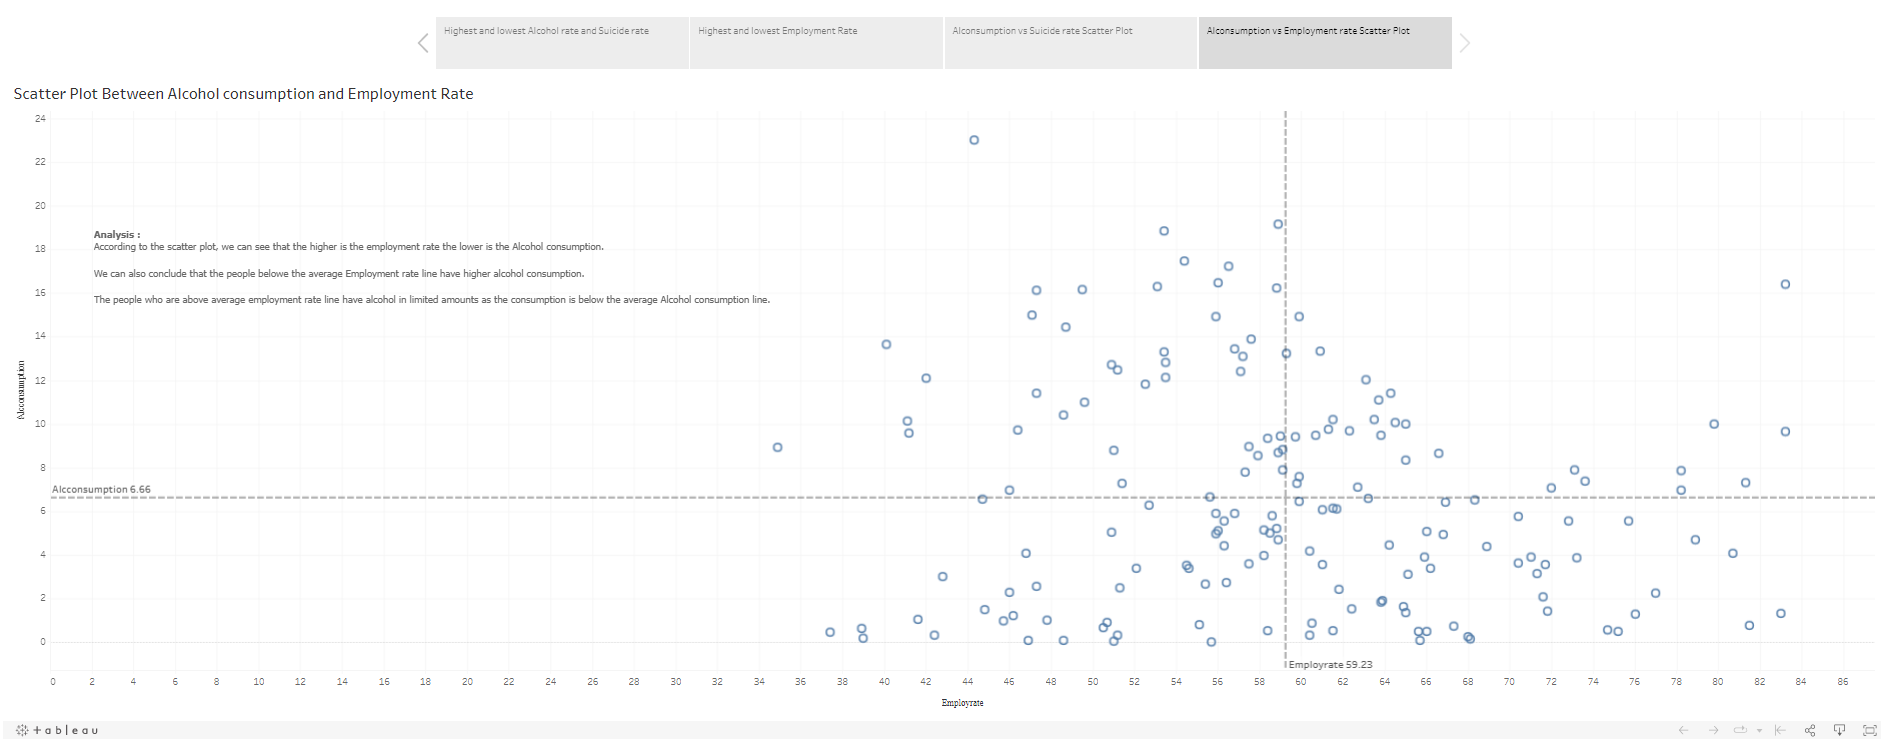 Highest and lowest Alcohol rate and Suicide rate
Highest and lowest Employment Rate
Alconsumption vs Suicide rate Scatter Plot
Alconsumption vs Employment rate Scatter Plot
Scatter Plot Between Alcohol consumption and Employment Rate
24
22
20
18
16
14
12
10
8
6
4
2
0
Alcconsumption
Analysis :
According to the scatter plot, we can see that the higher is the employment rate the lower is the Alcohol consumption.
We can also conclude that the people belowe the average Employment rate line have higher alcohol consumption.
The people who are above average employment rate line have alcohol in limited amounts as the consumption is below the average Alcohol consumption line.
Alcconsumption 6.66
Employrate 59.23
0 2 4 6 8 10 12 14 16 18 20 22 24 26 28 30 32 34 36 38 40 42 44 46 48 50 52 54 56 58 60 62 64 66 68 70 72 74 76 78 80 82 84 86
Employrate
+ a b l e a u